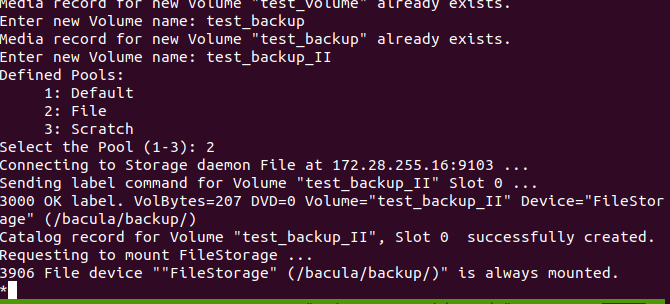 Media record for new Volume "test_volume" already exists.
Enter new Volume name: test_backup
Media record for new Volume "test_backup" already exists.
Enter new Volume name: test_backup_II
Defined Pools:
     1: Default
     2: File
     3: Scratch
Select the Pool (1-3): 2
Connecting to Storage daemon File at 172.28.255.16:9103 ...
Sending label command for Volume "test_backup_II" Slot 0 ...
3000 OK label. VolBytes=207 DVD=0 Volume="test_backup_II" Device="FileStor
age" (/bacula/backup/)
Catalog record for Volume "test_backup_II", Slot 0  successfully created.
Requesting to mount FileStorage ...
3906 File device ""FileStorage" (/bacula/backup/)" is always mounted.
*